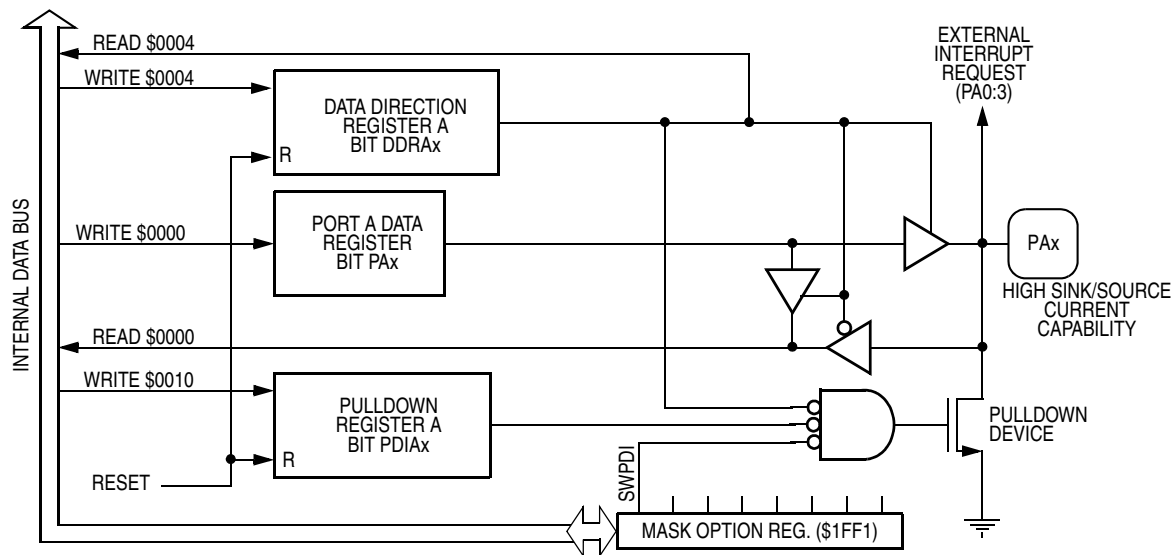 READ $0004
WRITE $0004
DATA DIRECTION
REGISTER A
BIT DDRAx
R
EXTERNAL
INTERRUPT
REQUEST
(PA0:3)
INTERNAL DATA BUS
WRITE $0000
PORT A DATA
REGISTER
BIT PAx
PAx
HIGH SINK/SOURCE
CURRENT
CAPABILITY
READ $0000
WRITE $0010
PULLDOWN
REGISTER A
BIT PDIAx
R
RESET
PULLDOWN
DEVICE
SWPDI
MASK OPTION REG. ($1FF1)